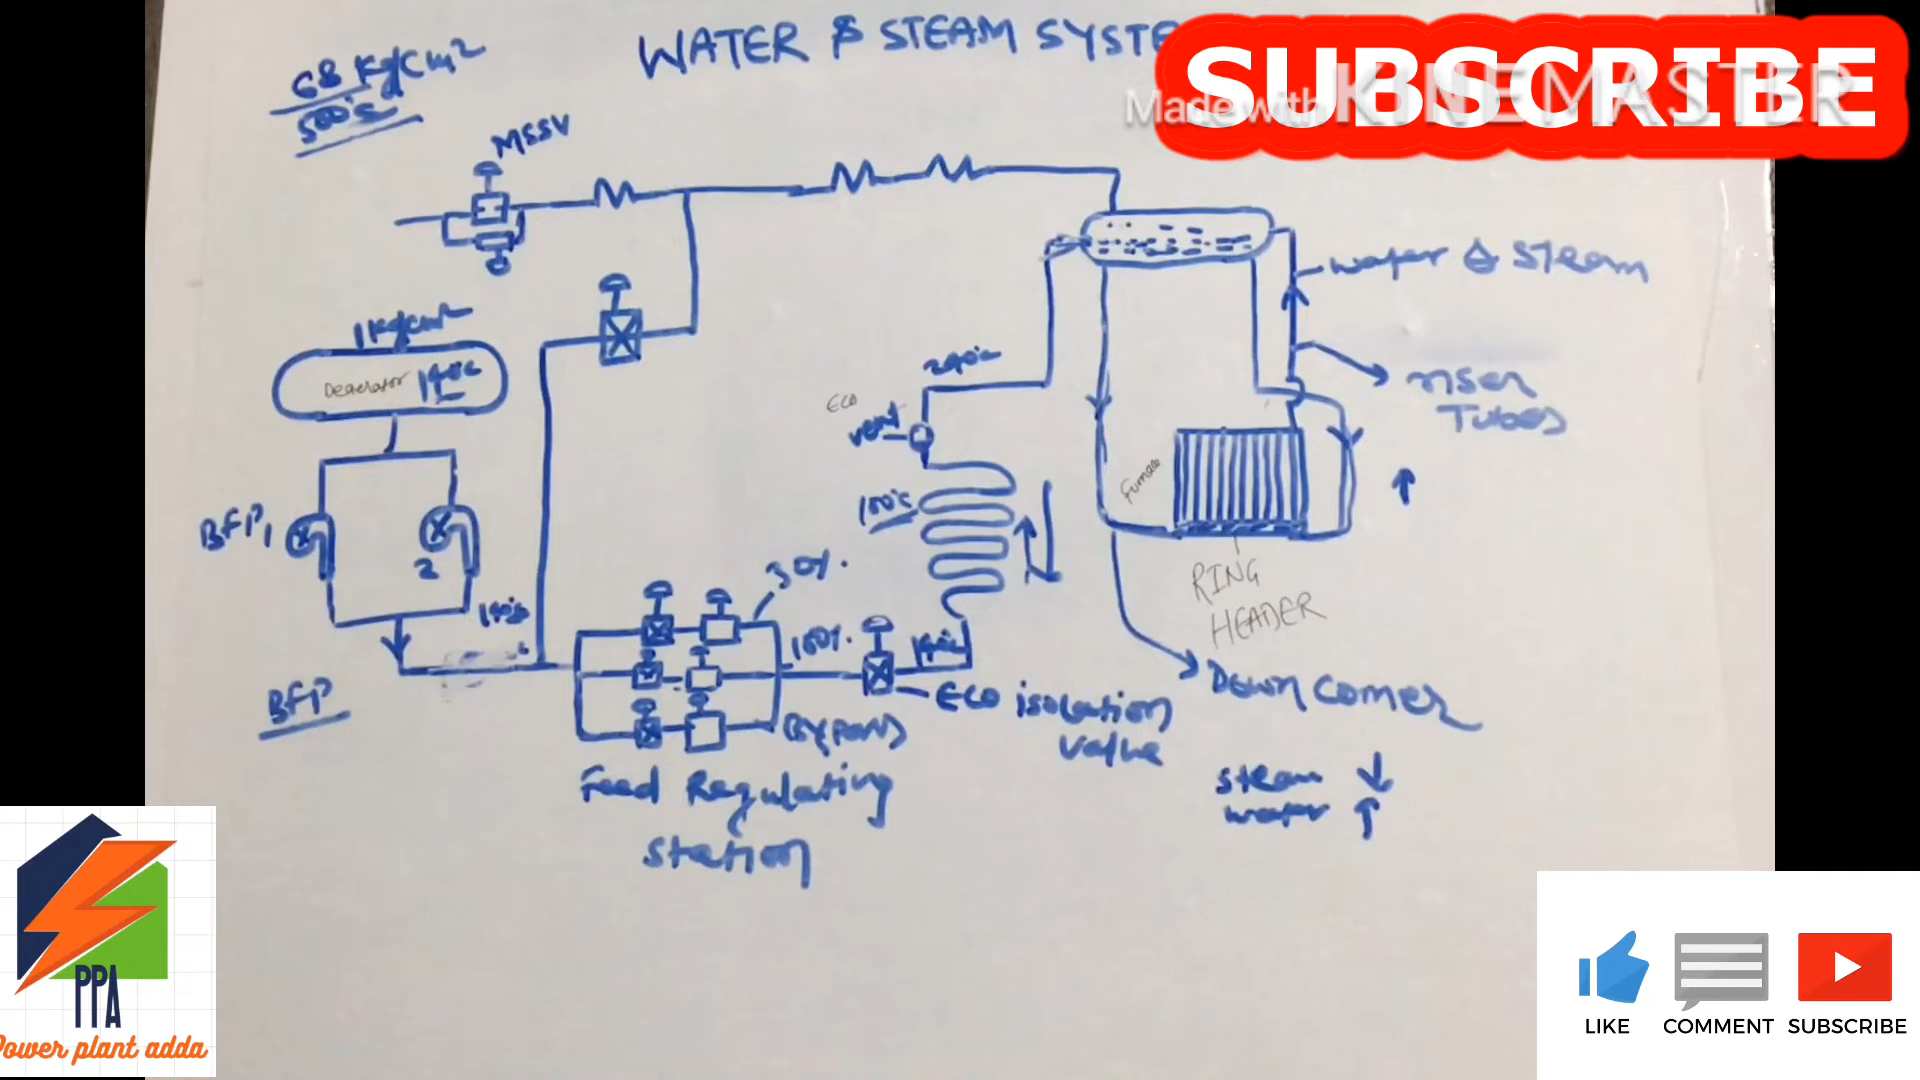 WATER & STEAM SYSTE
SUBSCRIBE
Made with KINEMASTER
68 Kg/Cm²
500°c
MSSV
1 Kg/cm²
Deaerator 140°c
water & steam
riser
Tubes
240°c
Eco
vent
100°c
Furnace
BFP1
2
140°c
30%.
100%.
140°c
RING
HEADER
ECO isolation
valve
Down comer
BFP
Feed Regulating
station
steam ↓
water ↑
PPA
Power plant adda
LIKE COMMENT SUBSCRIBE